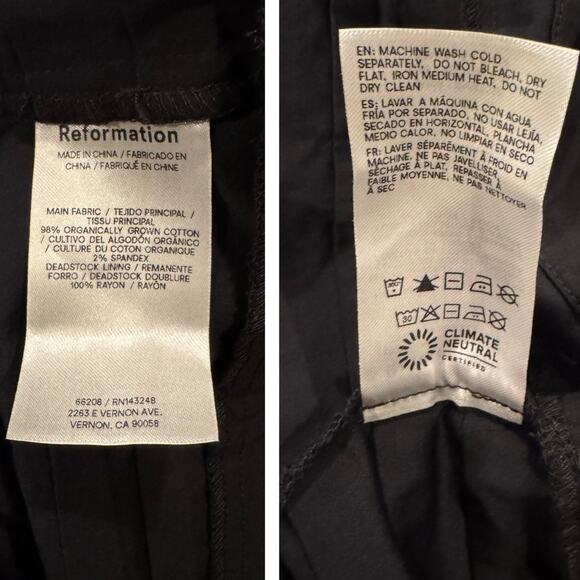 Reformation
MADE IN CHINA / FABRICADO EN
CHINA / FABRIQUÉ EN CHINE
MAIN FABRIC / TEJIDO PRINCIPAL /
TISSU PRINCIPAL
98% ORGANICALLY GROWN COTTON
/ CULTIVO DEL ALGODÓN ORGÁNICO
/ CULTURE DU COTON ORGANIQUE
2% SPANDEX
DEADSTOCK LINING / REMANENTE
FORRO / DEADSTOCK DOUBLURE
100% RAYON / RAYÓN
66208 / RN143248
2263 E VERNON AVE.
VERNON, CA 90058
EN: MACHINE WASH COLD
SEPARATELY, DO NOT BLEACH, DRY
FLAT, IRON MEDIUM HEAT, DO NOT
DRY CLEAN
ES: LAVAR A MÁQUINA CON AGUA
FRÍA POR SEPARADO, NO USAR LEJÍA,
SECADO EN HORIZONTAL, PLANCHA
MEDIO CALOR, NO LIMPIAR EN SECO
FR: LAVER SÉPARÉMENT À FROID EN
MACHINE, NE PAS JAVELLISER,
SÉCHAGE À PLAT, REPASSER À
FAIBLE MOYENNE, NE PAS NETTOYER
À SEC
30
CLIMATE
NEUTRAL
CERTIFIED